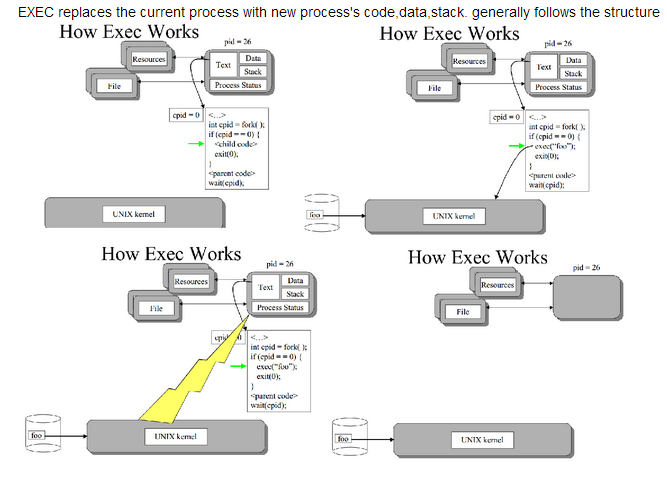 EXEC replaces the current process with new process's code,data,stack. generally follows the structure
How Exec Works
pid = 26
Resources
File
Text
Data
Stack
Process Status
cpid = 0
<...>
int cpid = fork( );
if (cpid = = 0) {
<child code>
exit(0);
}
<parent code>
wait(cpid);
UNIX kernel
How Exec Works
pid = 26
Resources
File
Text
Data
Stack
Process Status
cpid = 0
<...>
int cpid = fork( );
if (cpid = = 0) {
exec("foo");
exit(0);
}
<parent code>
wait(cpid);
foo
UNIX kernel
How Exec Works
pid = 26
Resources
File
Text
Data
Stack
Process Status
<...>
int cpid = fork( );
if (cpid = = 0) {
exec("foo");
exit(0);
}
<parent code>
wait(cpid);
foo
UNIX kernel
How Exec Works
pid = 26
Resources
File
foo
UNIX kernel